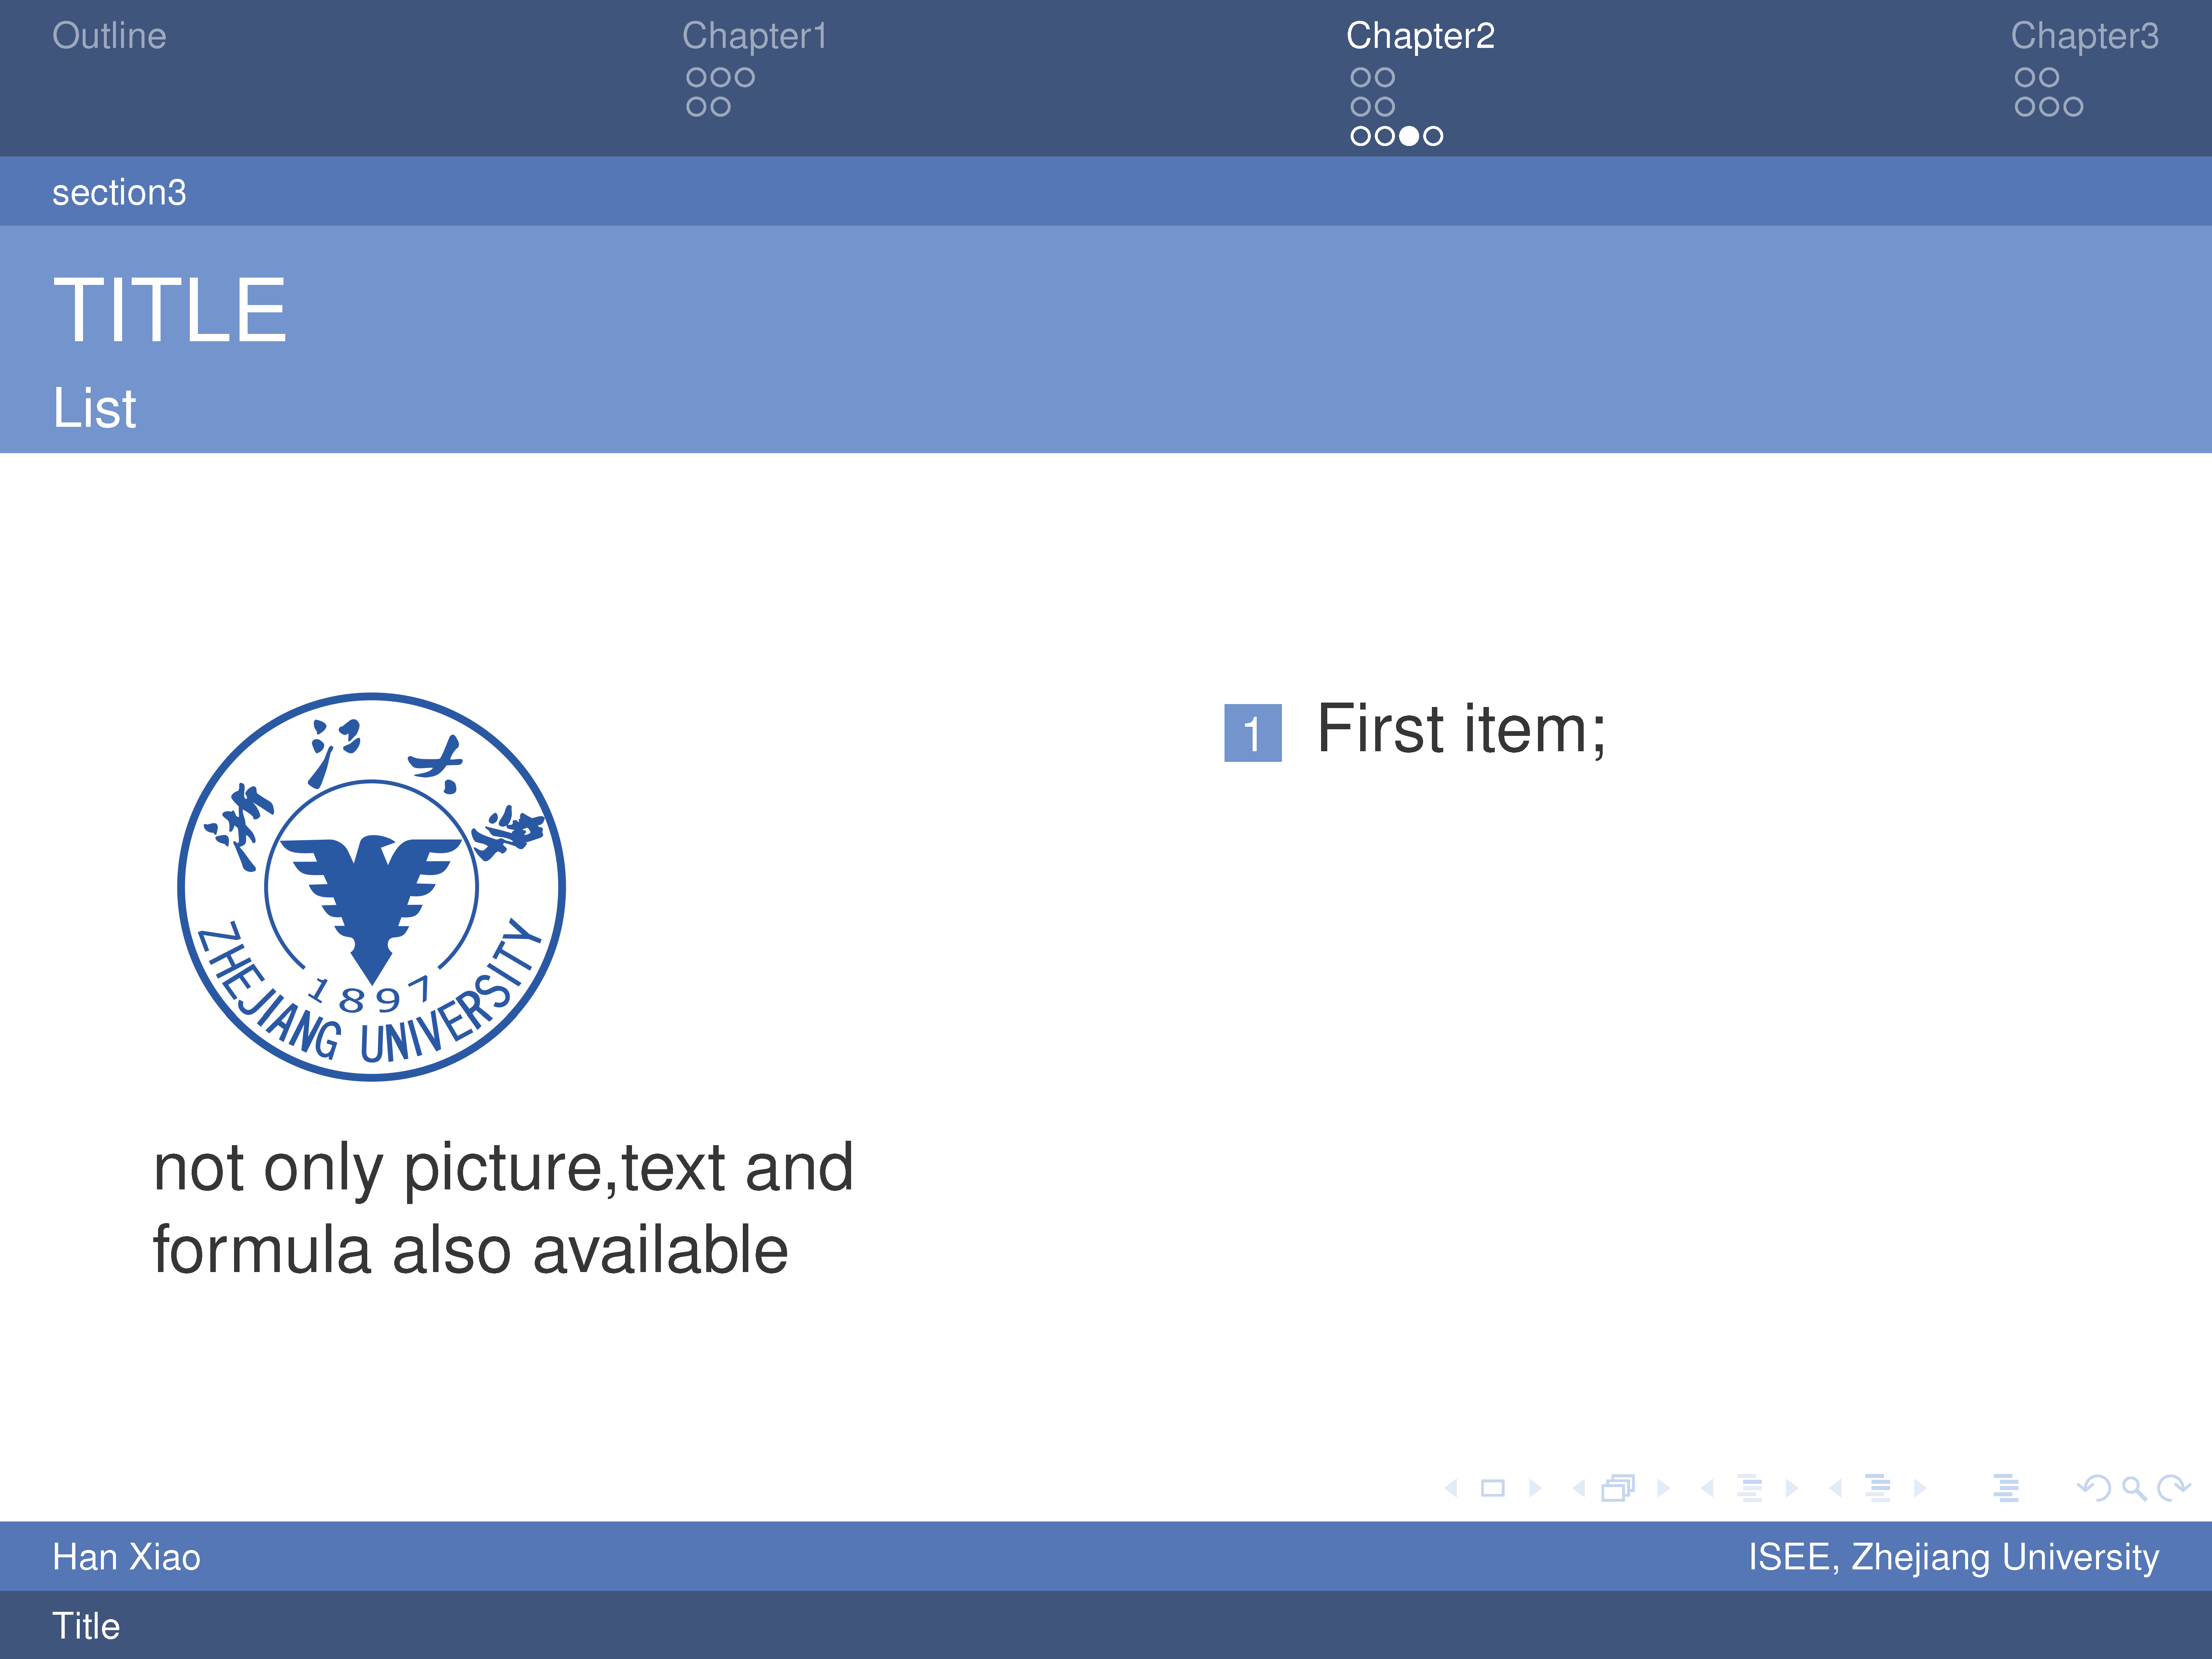 Outline Chapter1 Chapter2 Chapter3
section3
TITLE
List
浙江大学
ZHEJIANG UNIVERSITY
1897
not only picture,text and
formula also available
1 First item;
Han Xiao ISEE, Zhejiang University
Title